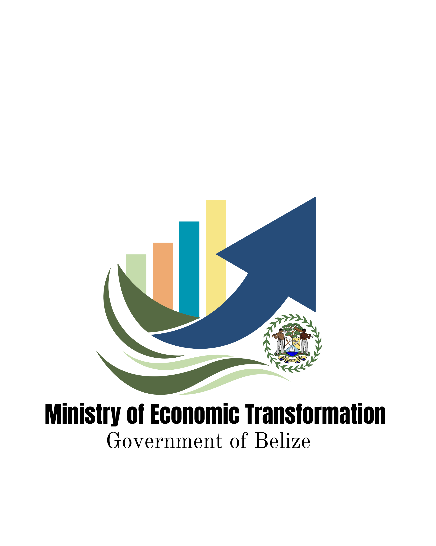 Ministry of Economic Transformation
Government of Belize